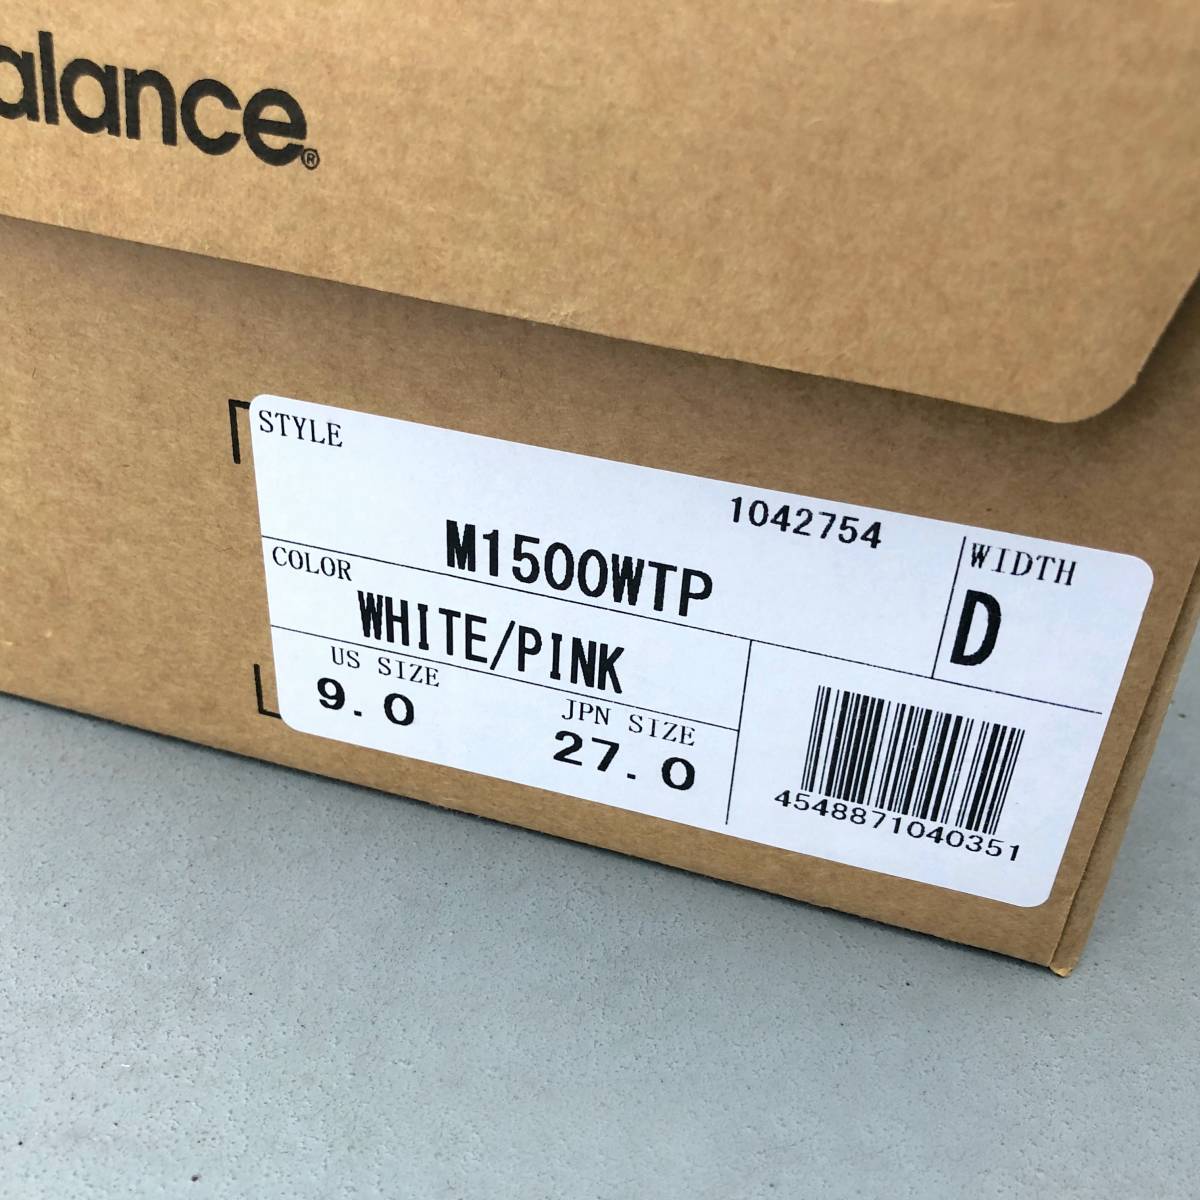 alance®
STYLE
1042754
M1500WTP
WIDTH
D
COLOR
WHITE/PINK
US SIZE
9.0
JPN SIZE
27.0
4548871040351